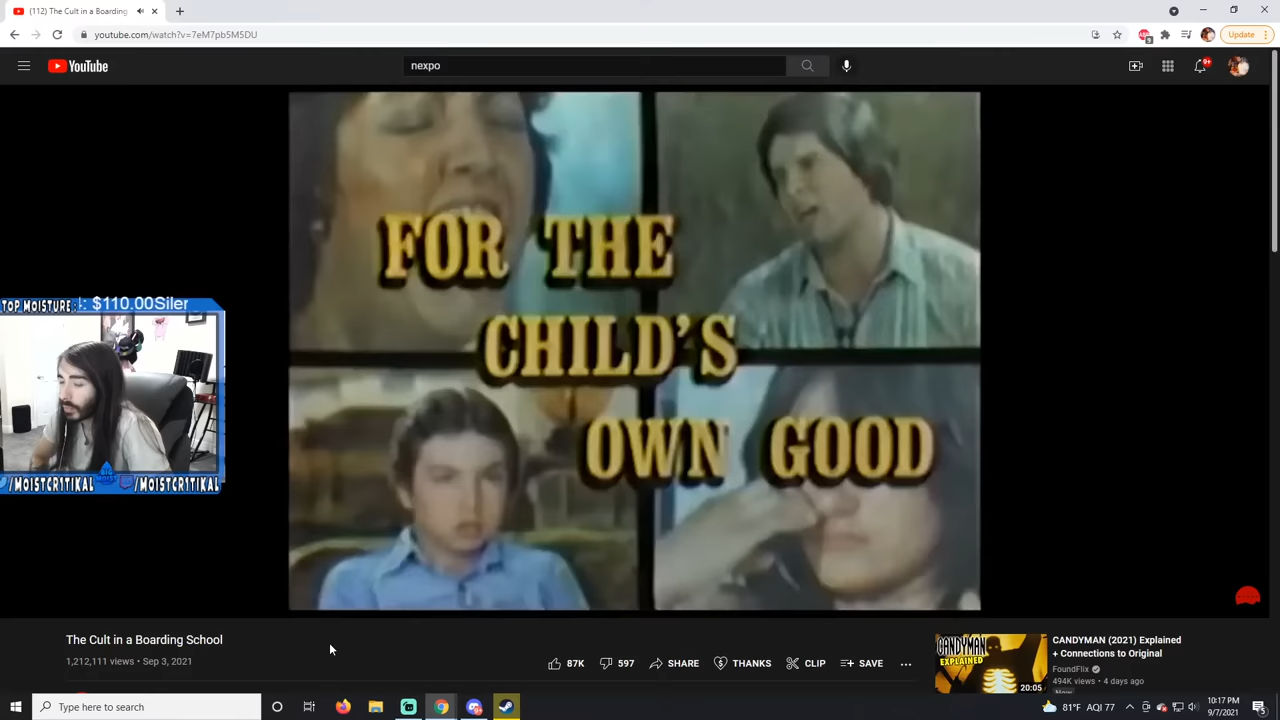 (112) The Cult in a Boarding
youtube.com/watch?v=7eM7pb5M5DU
Update
YouTube
nexpo
9+
FOR THE
CHILD'S
OWN GOOD
TOP MOISTURE : $110.00Siler
/MOISTCR1TIKAL /MOISTCR1TIKAL
The Cult in a Boarding School
1,212,111 views • Sep 3, 2021
87K 597 SHARE THANKS CLIP SAVE
CANDYMAN
EXPLAINED
20:05
CANDYMAN (2021) Explained
+ Connections to Original
FoundFlix
494K views • 4 days ago
New
Type here to search
81°F AQI 77
10:17 PM
9/7/2021